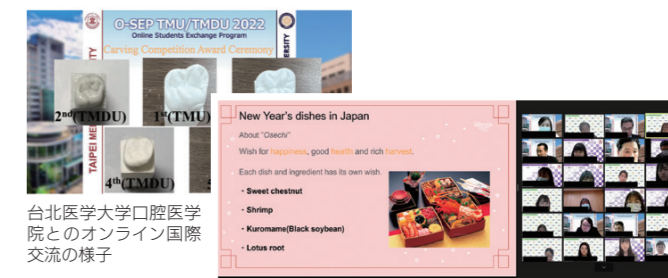 O-SEP TMU/TMDU 2022
Online Students Exchange Program
Carving Competition Award Ceremony
2nd(TMDU)
1st(TMU)
4th(TMDU)
TAIPEI ME
New Year's dishes in Japan
About "Osechi"
Wish for happiness, good health and rich harvest.
Each dish and ingredient has its own wish.
・Sweet chestnut
・Shrimp
・Kuromame(Black soybean)
・Lotus root
台北医学大学口腔医学
院とのオンライン国際
交流の様子